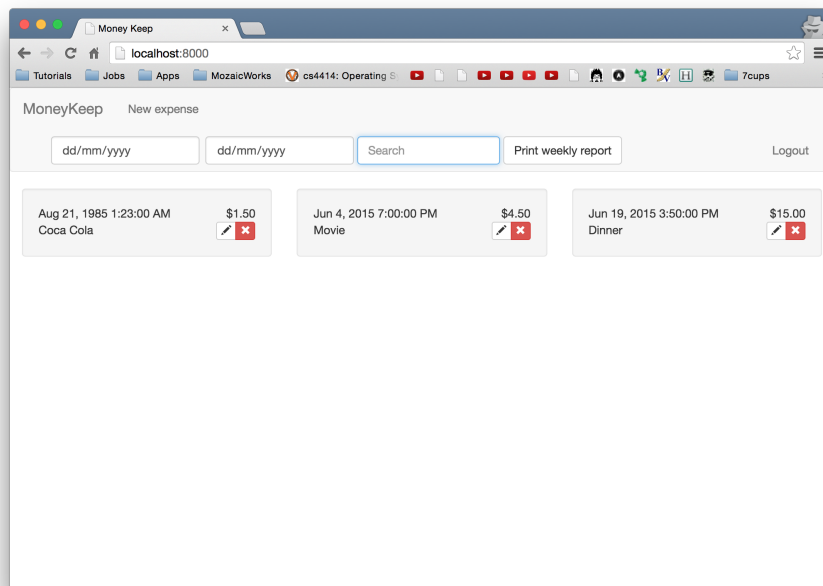 Money Keep
localhost:8000
Tutorials Jobs Apps MozaicWorks cs4414: Operating S 7cups
MoneyKeep New expense
dd/mm/yyyy dd/mm/yyyy Search Print weekly report Logout
Aug 21, 1985 1:23:00 AM $1.50
Coca Cola
Jun 4, 2015 7:00:00 PM $4.50
Movie
Jun 19, 2015 3:50:00 PM $15.00
Dinner